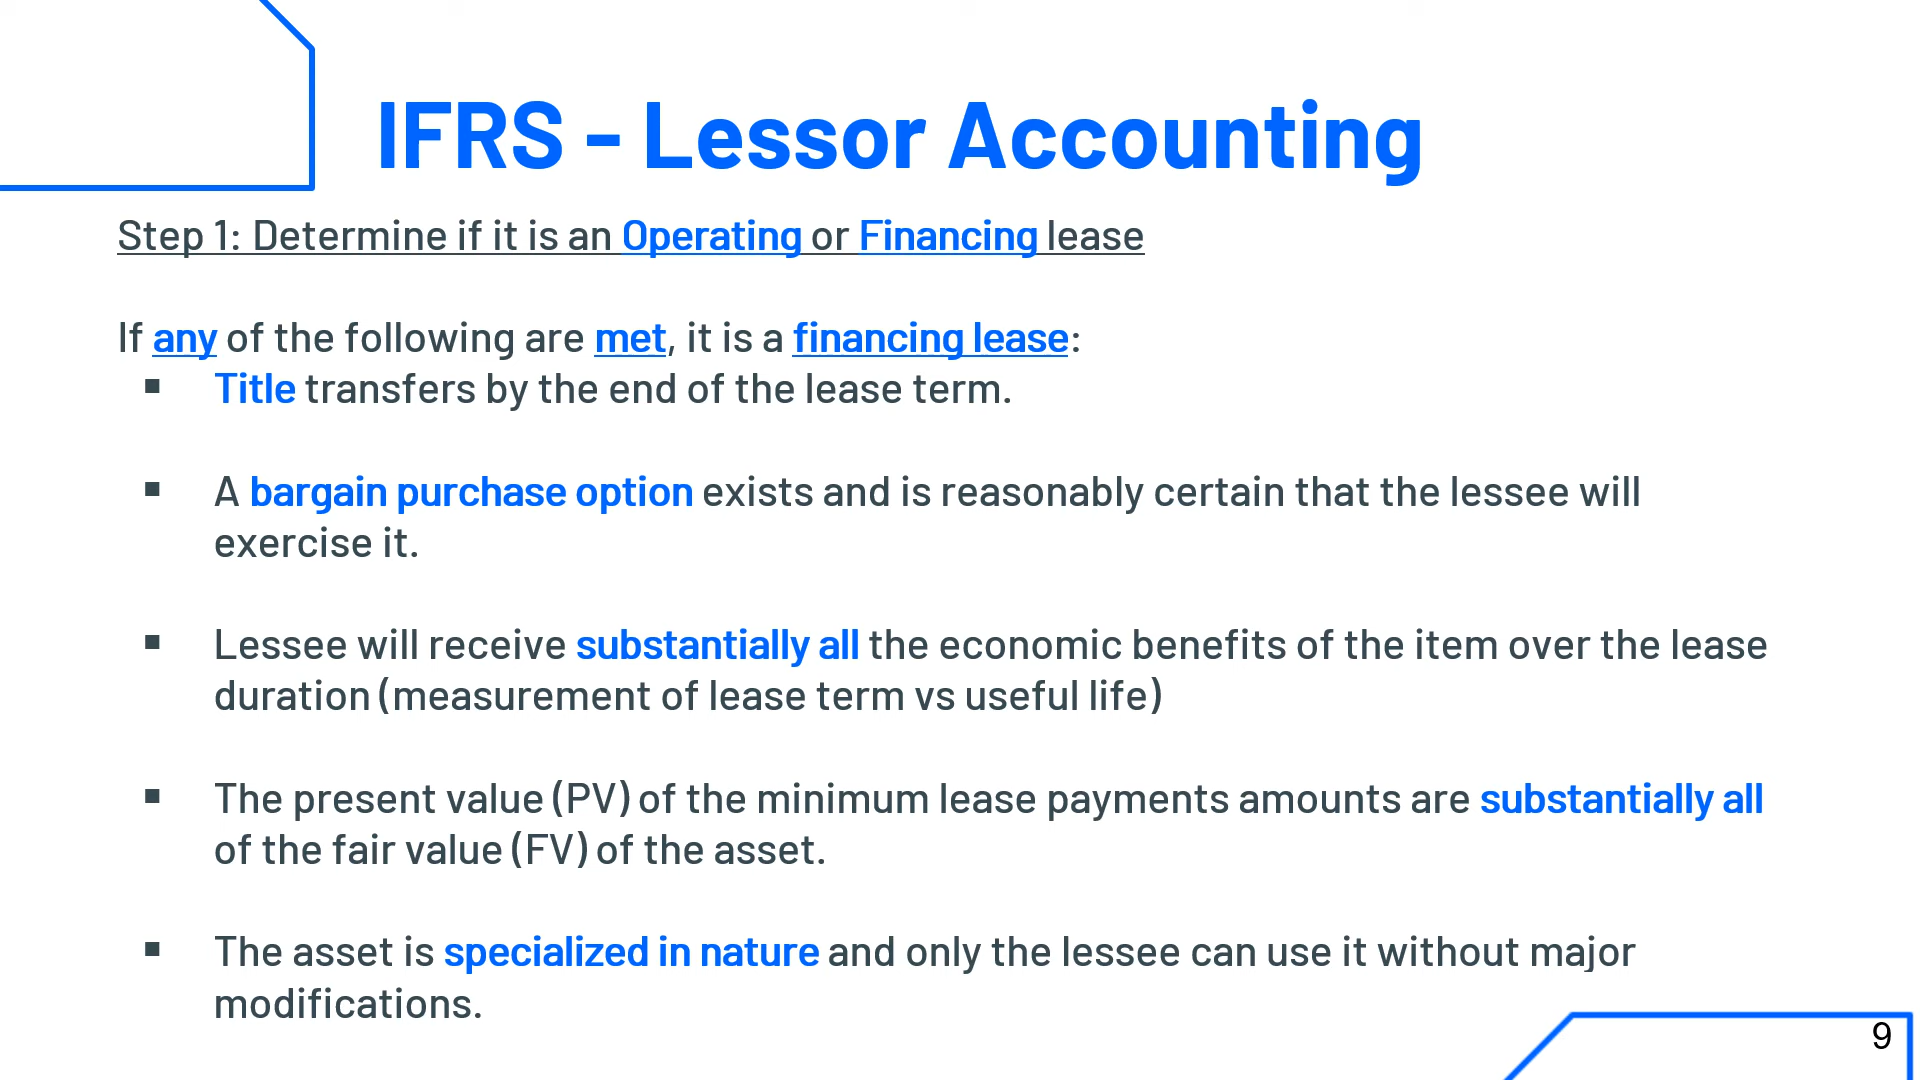 IFRS - Lessor Accounting
Step 1: Determine if it is an Operating or Financing lease
If any of the following are met, it is a financing lease:
▪ Title transfers by the end of the lease term.
▪ A bargain purchase option exists and is reasonably certain that the lessee will
exercise it.
▪ Lessee will receive substantially all the economic benefits of the item over the lease
duration (measurement of lease term vs useful life)
▪ The present value (PV) of the minimum lease payments amounts are substantially all
of the fair value (FV) of the asset.
▪ The asset is specialized in nature and only the lessee can use it without major
modifications.
9